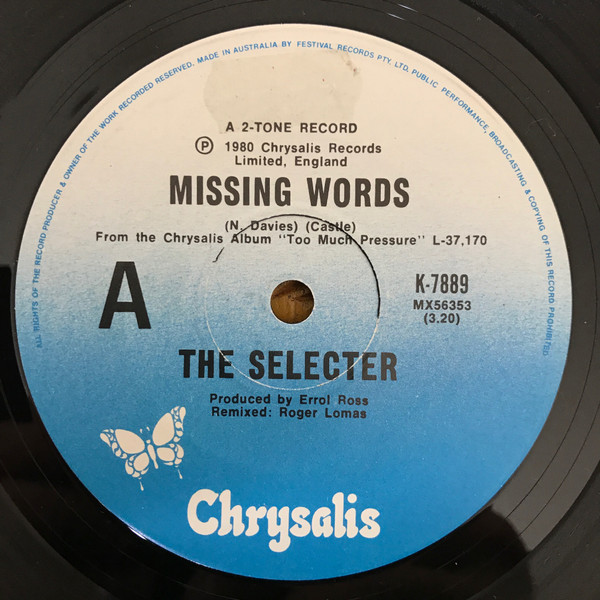 ALL RIGHTS OF THE RECORD PRODUCER & OWNER OF THE WORK RECORDED RESERVED. MADE IN AUSTRALIA BY FESTIVAL RECORDS PTY. LTD. PUBLIC PERFORMANCE, BROADCASTING & COPYING OF THIS RECORD PROHIBITED
A 2-TONE RECORD
Ⓟ 1980 Chrysalis Records
Limited, England
MISSING WORDS
(N. Davies) (Castle)
From the Chrysalis Album "Too Much Pressure" L-37,170
A
K-7889
MX56353
(3.20)
THE SELECTER
Produced by Errol Ross
Remixed: Roger Lomas
Chrysalis